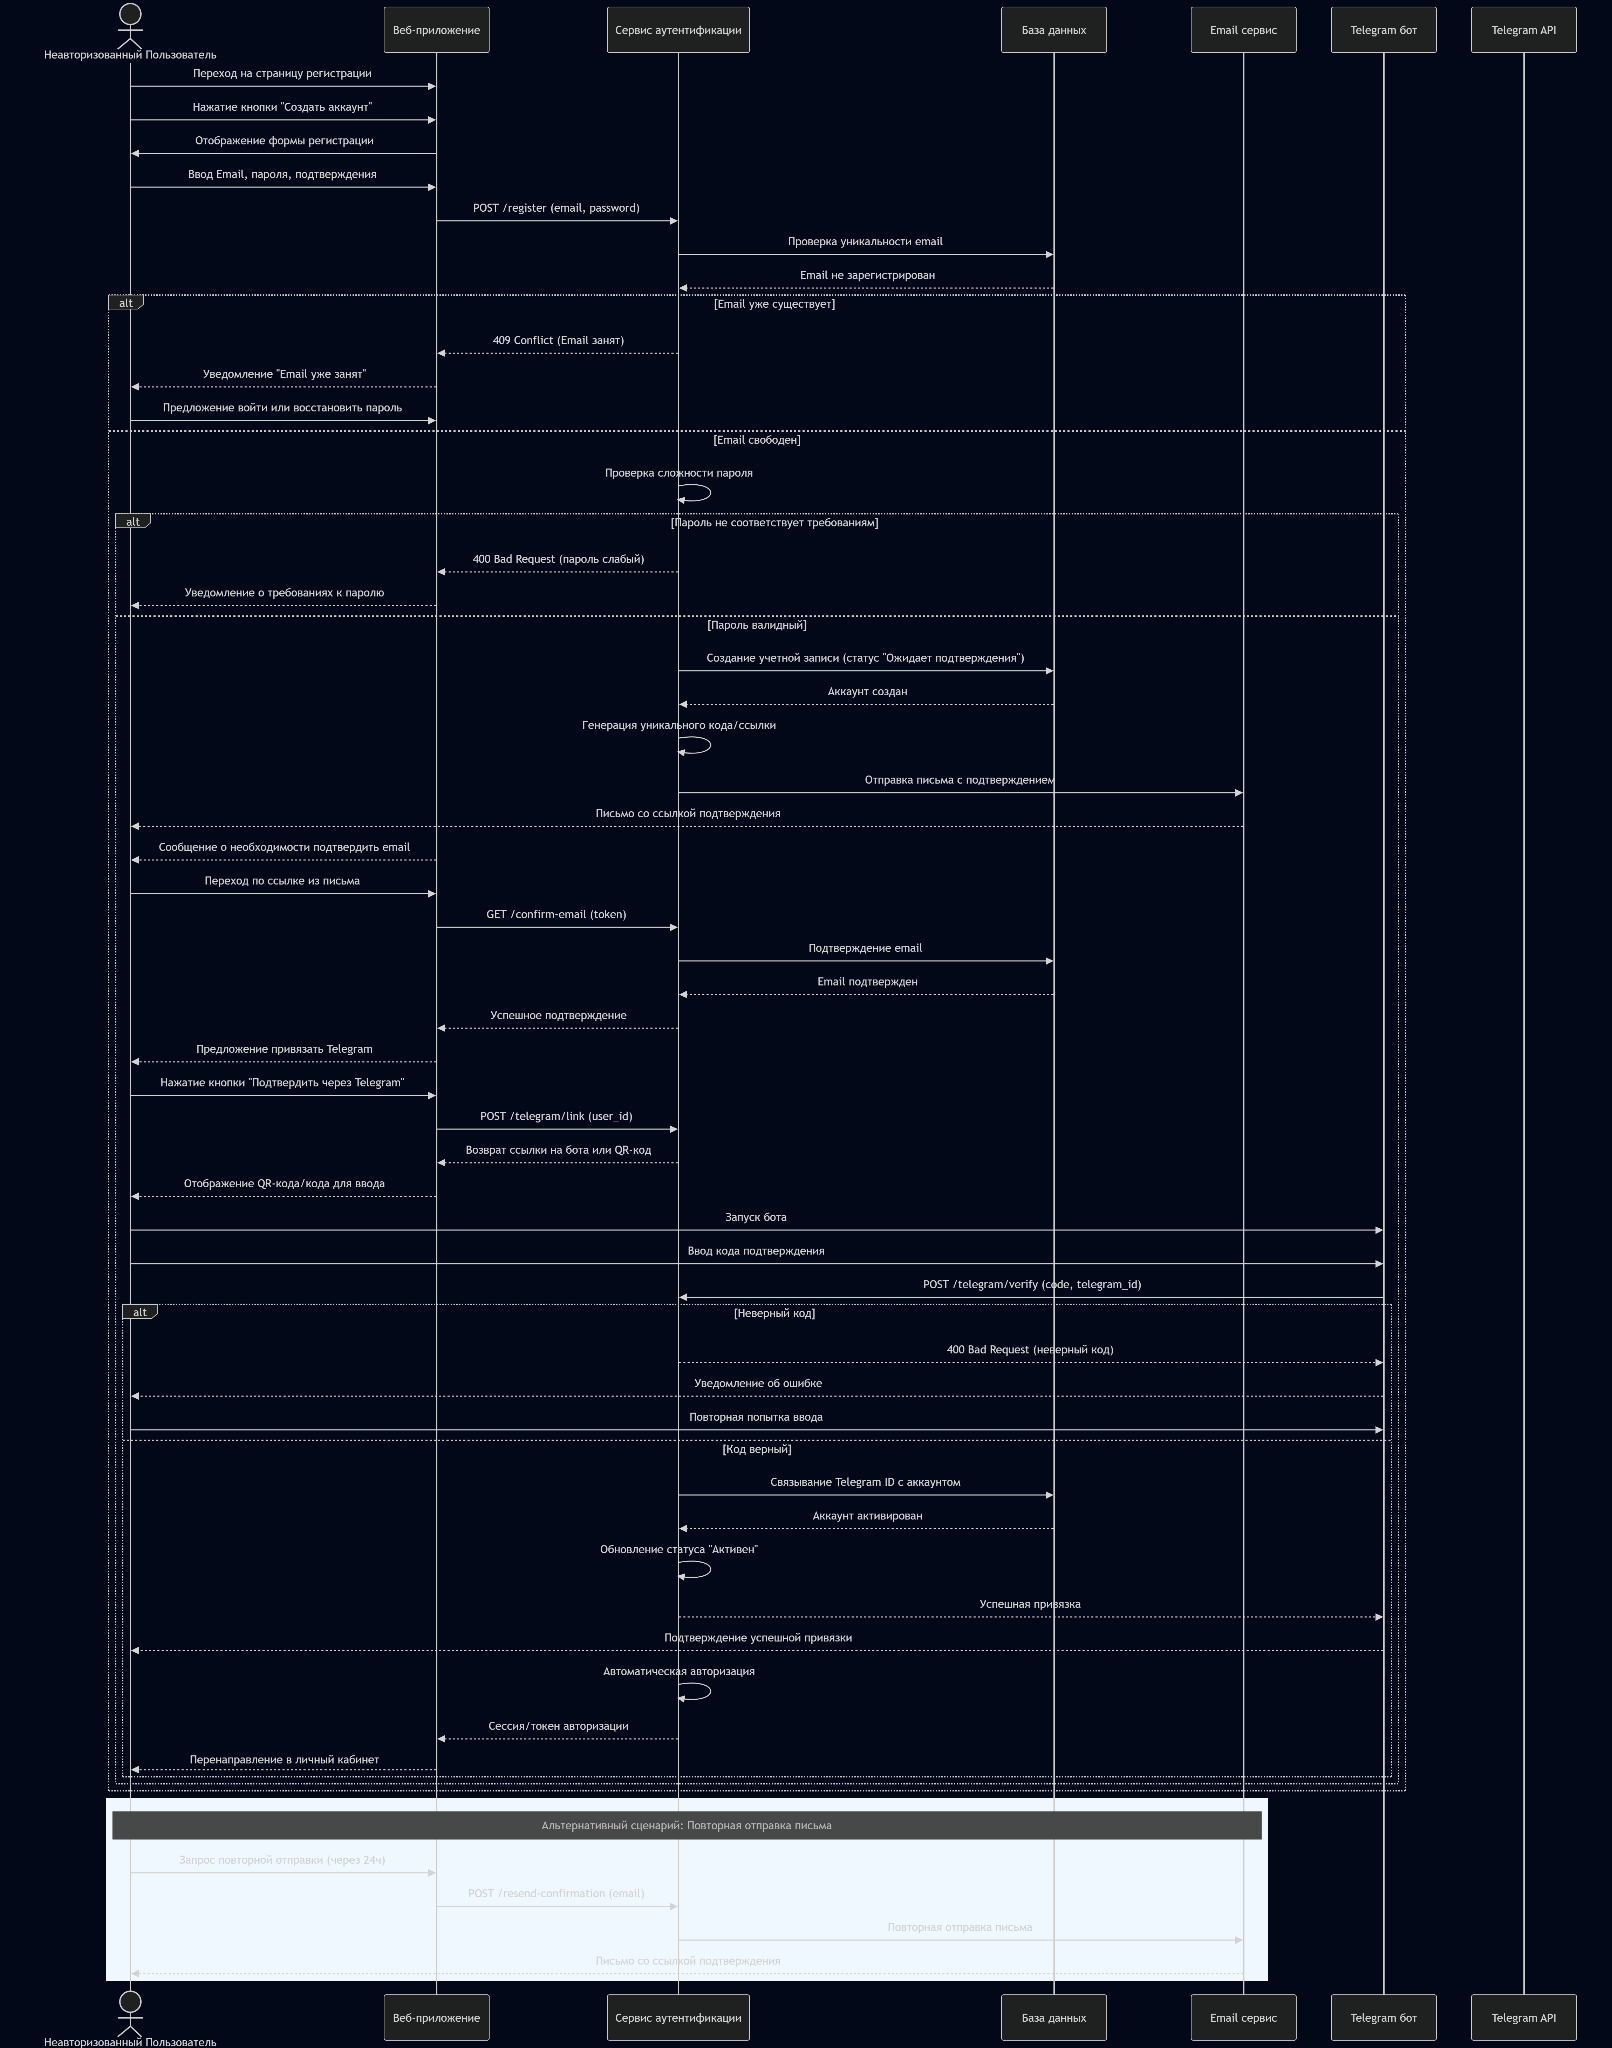 Неавторизованный Пользователь
Веб-приложение
Сервис аутентификации
База данных
Email сервис
Telegram бот
Telegram API
Переход на страницу регистрации
Нажатие кнопки "Создать аккаунт"
Отображение формы регистрации
Ввод Email, пароля, подтверждения
POST /register (email, password)
Проверка уникальности email
Email не зарегистрирован
alt
[Email уже существует]
409 Conflict (Email занят)
Уведомление "Email уже занят"
Предложение войти или восстановить пароль
[Email свободен]
Проверка сложности пароля
alt
[Пароль не соответствует требованиям]
400 Bad Request (пароль слабый)
Уведомление о требованиях к паролю
[Пароль валидный]
Создание учетной записи (статус "Ожидает подтверждения")
Аккаунт создан
Генерация уникального кода/ссылки
Отправка письма с подтверждением
Письмо со ссылкой подтверждения
Сообщение о необходимости подтвердить email
Переход по ссылке из письма
GET /confirm-email (token)
Подтверждение email
Email подтвержден
Успешное подтверждение
Предложение привязать Telegram
Нажатие кнопки "Подтвердить через Telegram"
POST /telegram/link (user_id)
Возврат ссылки на бота или QR-код
Отображение QR-кода/кода для ввода
Запуск бота
Ввод кода подтверждения
POST /telegram/verify (code, telegram_id)
alt
[Неверный код]
400 Bad Request (неверный код)
Уведомление об ошибке
Повторная попытка ввода
[Код верный]
Связывание Telegram ID с аккаунтом
Аккаунт активирован
Обновление статуса "Активен"
Успешная привязка
Подтверждение успешной привязки
Автоматическая авторизация
Сессия/токен авторизации
Перенаправление в личный кабинет
Альтернативный сценарий: Повторная отправка письма
Запрос повторной отправки (через 24ч)
POST /resend-confirmation (email)
Повторная отправка письма
Письмо со ссылкой подтверждения
Неавторизованный Пользователь
Веб-приложение
Сервис аутентификации
База данных
Email сервис
Telegram бот
Telegram API